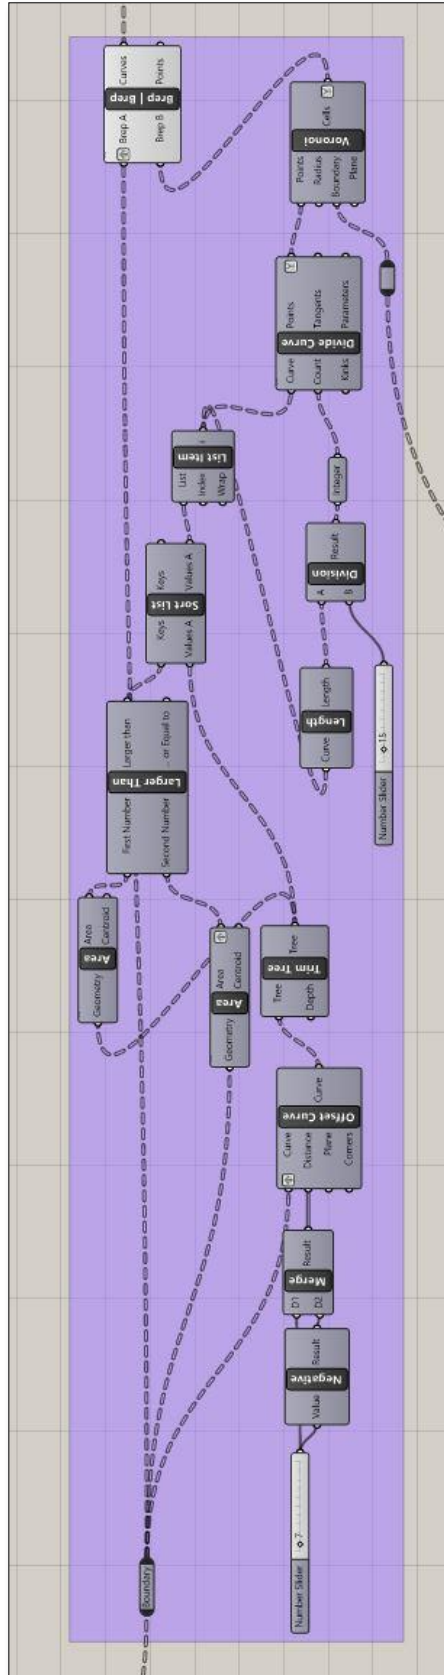 Boundary
Number Slider
◇ 7
Value
Negative
Result
D1
D2
Merge
Result
Curve
Distance
Plane
Corners
Offset Curve
Curve
Geometry
Area
Area
Centroid
Geometry
Area
Area
Centroid
Tree
Depth
Trim Tree
Tree
First Number
Second Number
Larger Than
Larger than
... or Equal to
Number Slider
◇ 15
Curve
Length
Length
Keys
Values A
Sort List
Keys
Values A
A
B
Division
Result
List
Index
Wrap
List Item
i
Integer
Curve
Count
Kinks
Divide Curve
Points
Tangents
Parameters
Points
Radius
Boundary
Plane
Voronoi
Cells
Brep A
Brep B
Brep | Brep
Curves
Points